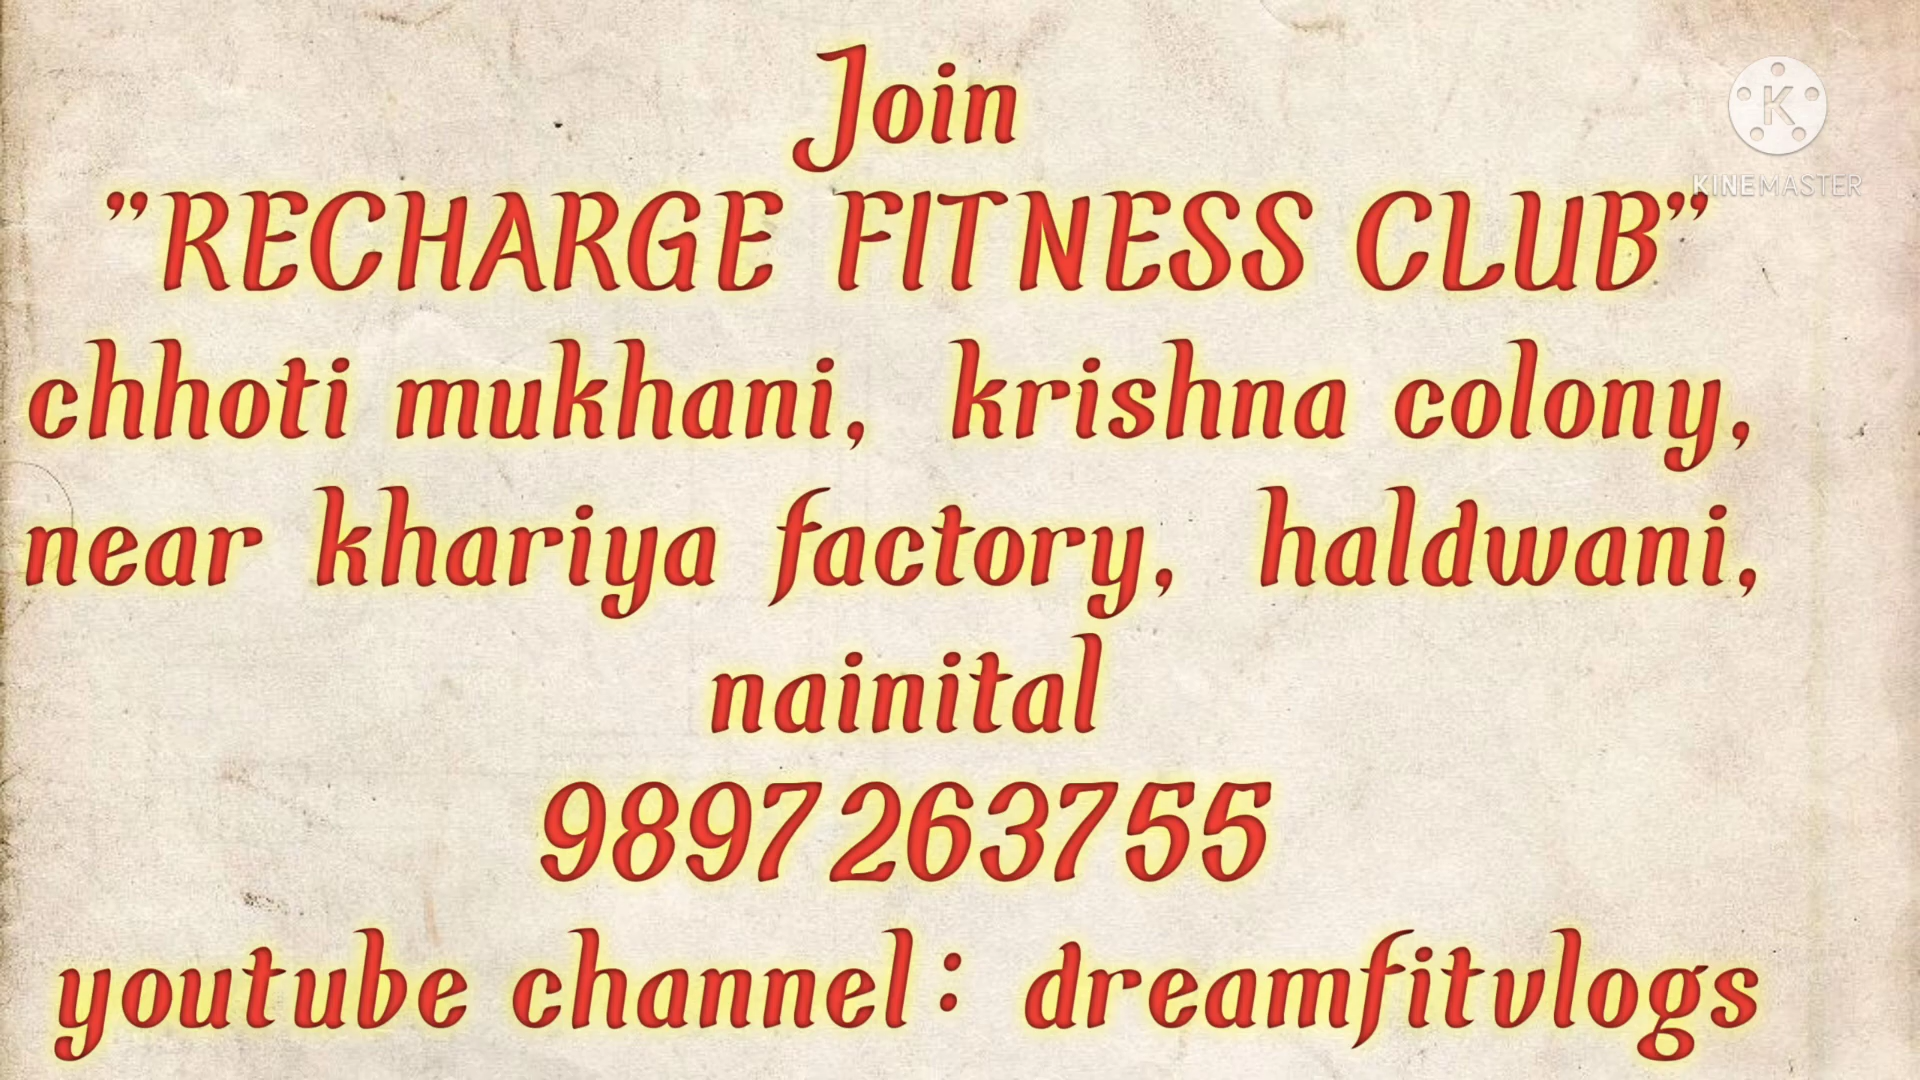 Join
"RECHARGE FITNESS CLUB"
chhoti mukhani, krishna colony,
near khariya factory, haldwani,
nainital
9897263755
youtube channel: dreamfitvlogs
K
KINEMASTER